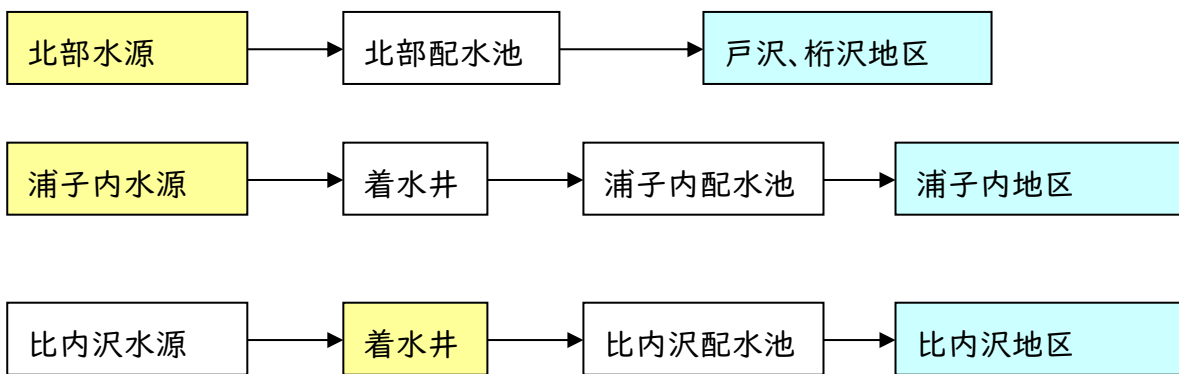 北部水源 北部配水池 戸沢、桁沢地区
浦子内水源 着水井 浦子内配水池 浦子内地区
比内沢水源 着水井 比内沢配水池 比内沢地区